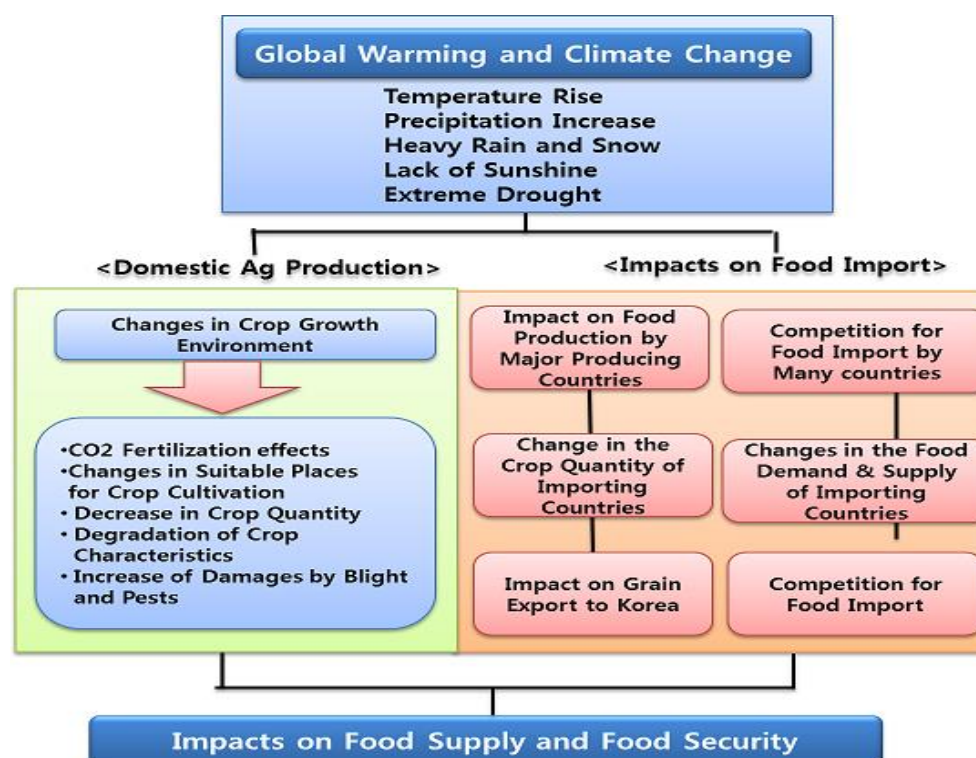 Global Warming and Climate Change
Temperature Rise
Precipitation Increase
Heavy Rain and Snow
Lack of Sunshine
Extreme Drought
<Domestic Ag Production>
<Impacts on Food Import>
Changes in Crop Growth
Environment
•CO2 Fertilization effects
•Changes in Suitable Places
for Crop Cultivation
• Decrease in Crop Quantity
• Degradation of Crop
Characteristics
• Increase of Damages by Blight
and Pests
Impact on Food
Production by
Major Producing
Countries
Change in the
Crop Quantity of
Importing
Countries
Impact on Grain
Export to Korea
Competition for
Food Import by
Many countries
Changes in the Food
Demand & Supply
of Importing
Countries
Competition for
Food Import
Impacts on Food Supply and Food Security